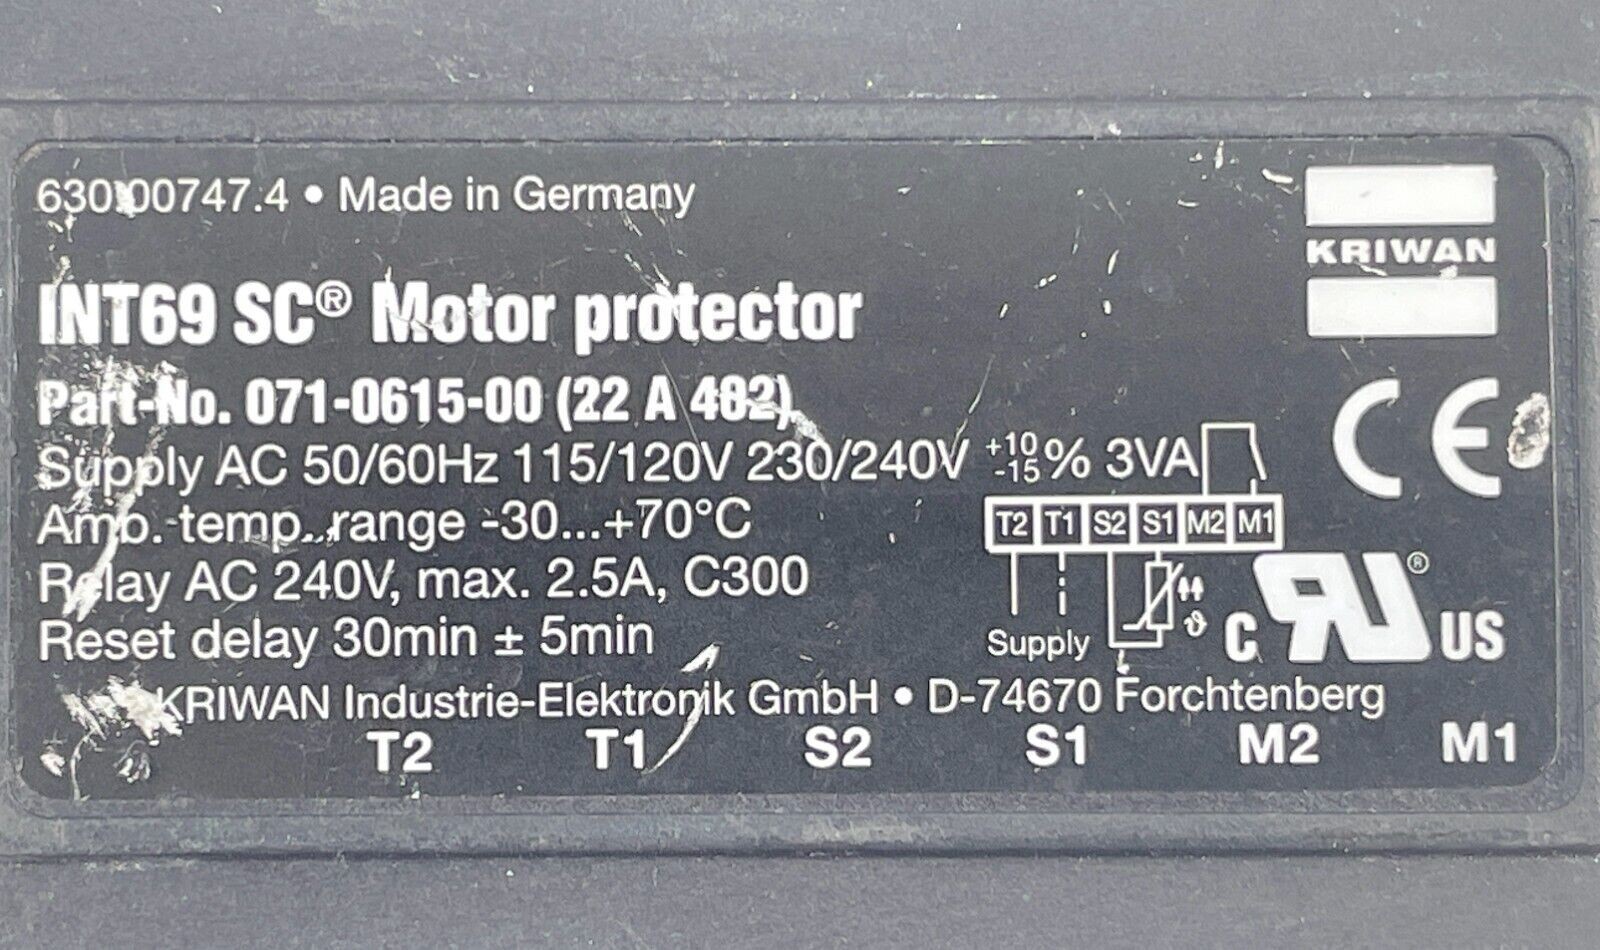 630.00747.4 • Made in Germany
KRIWAN
INT69 SC® Motor protector
Part-No. 071-0615-00 (22 A 482)
Supply AC 50/60Hz 115/120V 230/240V +10 -15 % 3VA
Amb. temp. range -30...+70°C
T2 T1 S2 S1 M2 M1
Relay AC 240V, max. 2.5A, C300
Reset delay 30min ± 5min
Supply
ϑ
CE
C RU® US
KRIWAN Industrie-Elektronik GmbH • D-74670 Forchtenberg
T2 T1 S2 S1 M2 M1